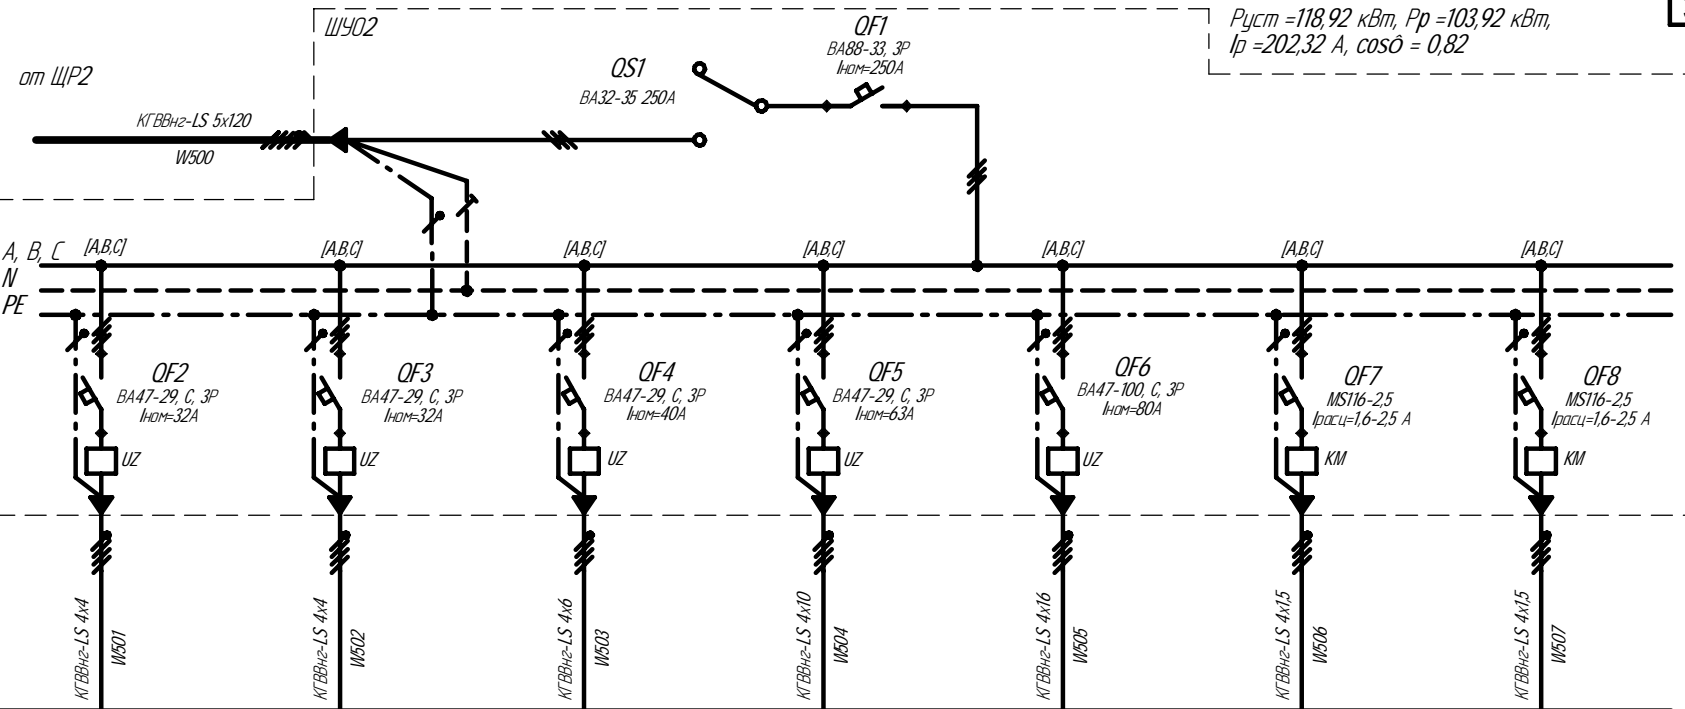 ШУО2
Pуст =118,92 кВт, Pр =103,92 кВт,
Iр =202,32 А, cosô = 0,82
от ЩР2
QS1
ВА32-35 250А
QF1
ВА88-33, 3Р
Iном=250А
КГВВнг-LS 5х120
W500
A, B, C
N
PE
[A,B,C]
[A,B,C]
[A,B,C]
[A,B,C]
[A,B,C]
[A,B,C]
[A,B,C]
QF2
ВА47-29, С, 3Р
Iном=32А
UZ
QF3
ВА47-29, С, 3Р
Iном=32А
UZ
QF4
ВА47-29, С, 3Р
Iном=40А
UZ
QF5
ВА47-29, С, 3Р
Iном=63А
UZ
QF6
ВА47-100, С, 3Р
Iном=80А
UZ
QF7
MS116-2,5
Iрасц=1,6-2,5 А
КМ
QF8
MS116-2,5
Iрасц=1,6-2,5 А
КМ
КГВВнг-LS 4х4
W501
КГВВнг-LS 4х4
W502
КГВВнг-LS 4х6
W503
КГВВнг-LS 4х10
W504
КГВВнг-LS 4х16
W505
КГВВнг-LS 4х1,5
W506
КГВВнг-LS 4х1,5
W507